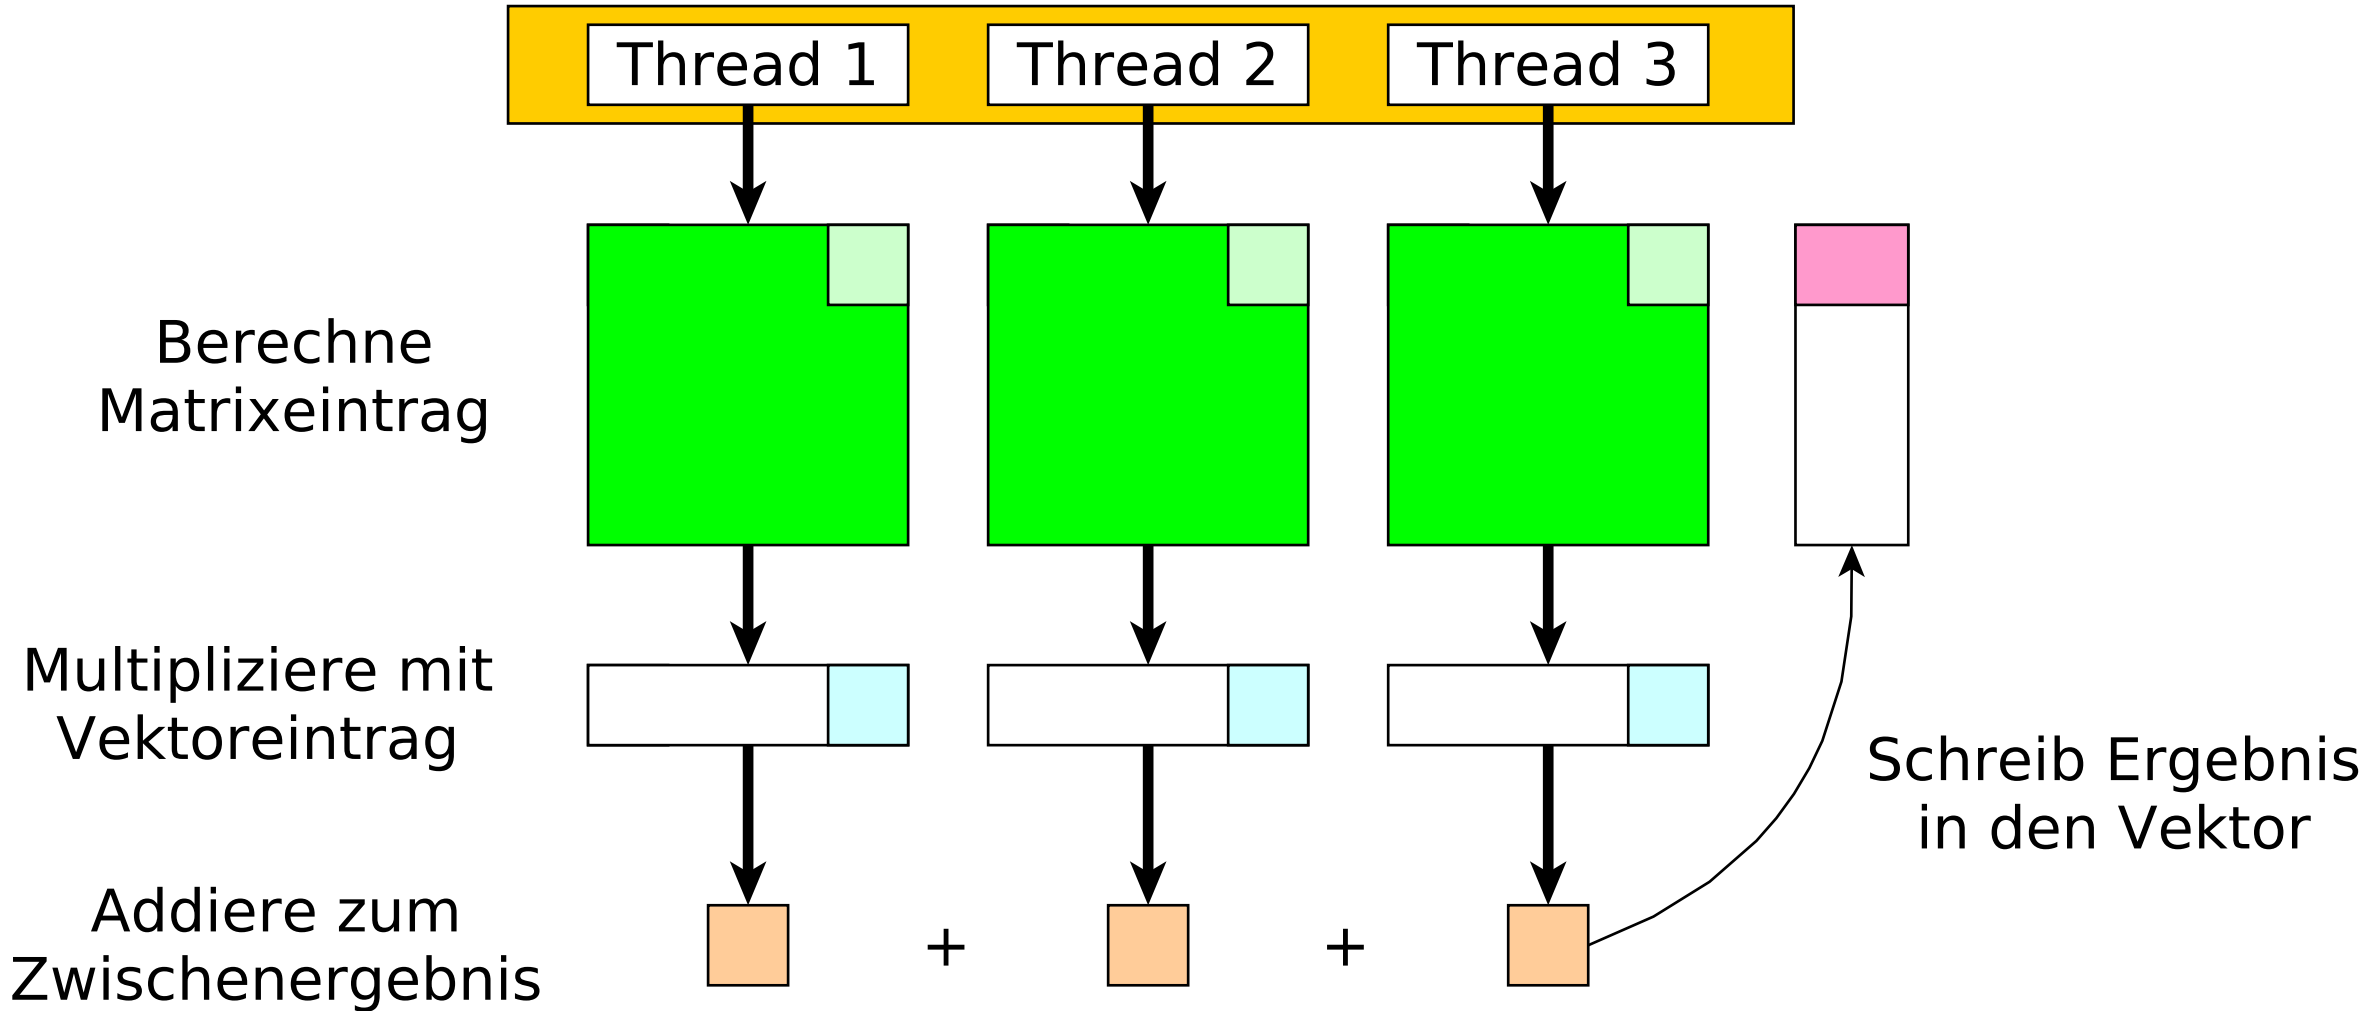 Thread 1
Thread 2
Thread 3
Berechne
Matrixeintrag
Multipliziere mit
Vektoreintrag
Schreib Ergebnis
in den Vektor
Addiere zum
Zwischenergebnis
+
+